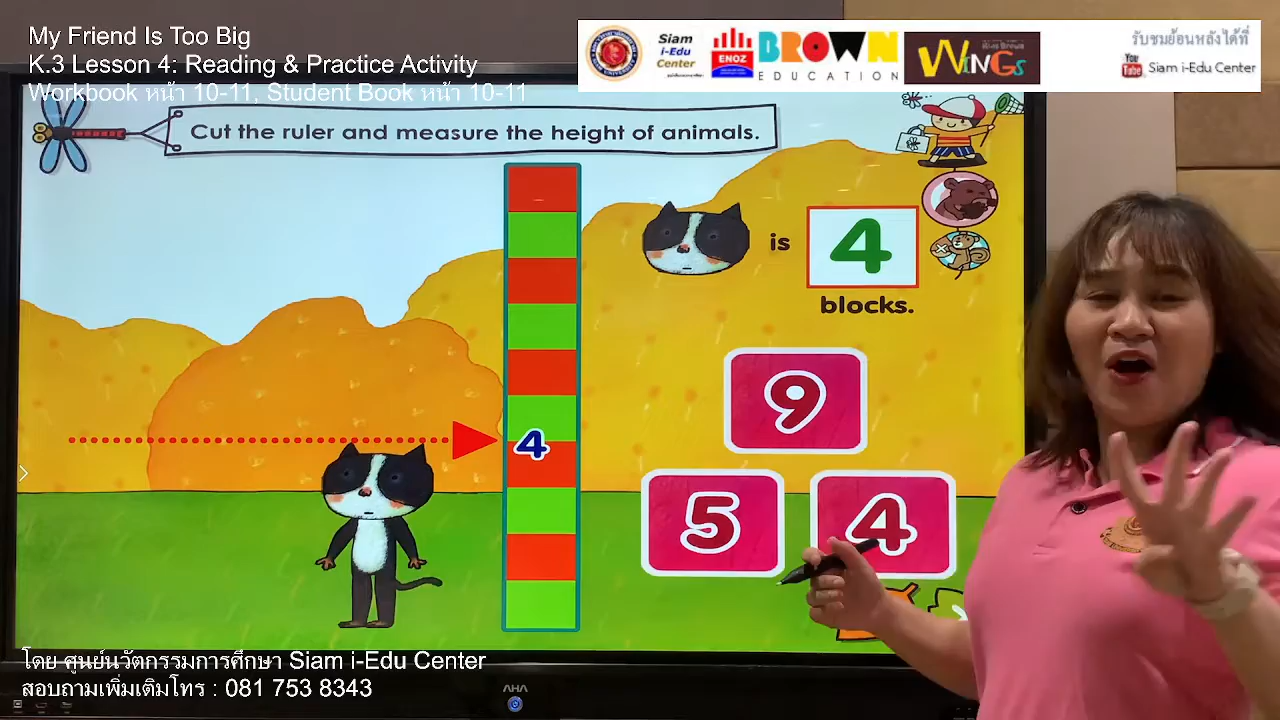 My Friend Is Too Big
K.3 Lesson 4: Reading & Practice Activity
Workbook หน้า 10-11, Student Book หน้า 10-11
Siam
i-Edu
Center
ENOZ
BROWN
EDUCATION
WiNGS
รับชมย้อนหลังได้ที่
You Tube Siam i-Edu Center
Cut the ruler and measure the height of animals.
is 4
blocks.
9
4
5 4
โดย ศูนย์นวัตกรรมการศึกษา Siam i-Edu Center
สอบถามเพิ่มเติมโทร : 081 753 8343
AHA